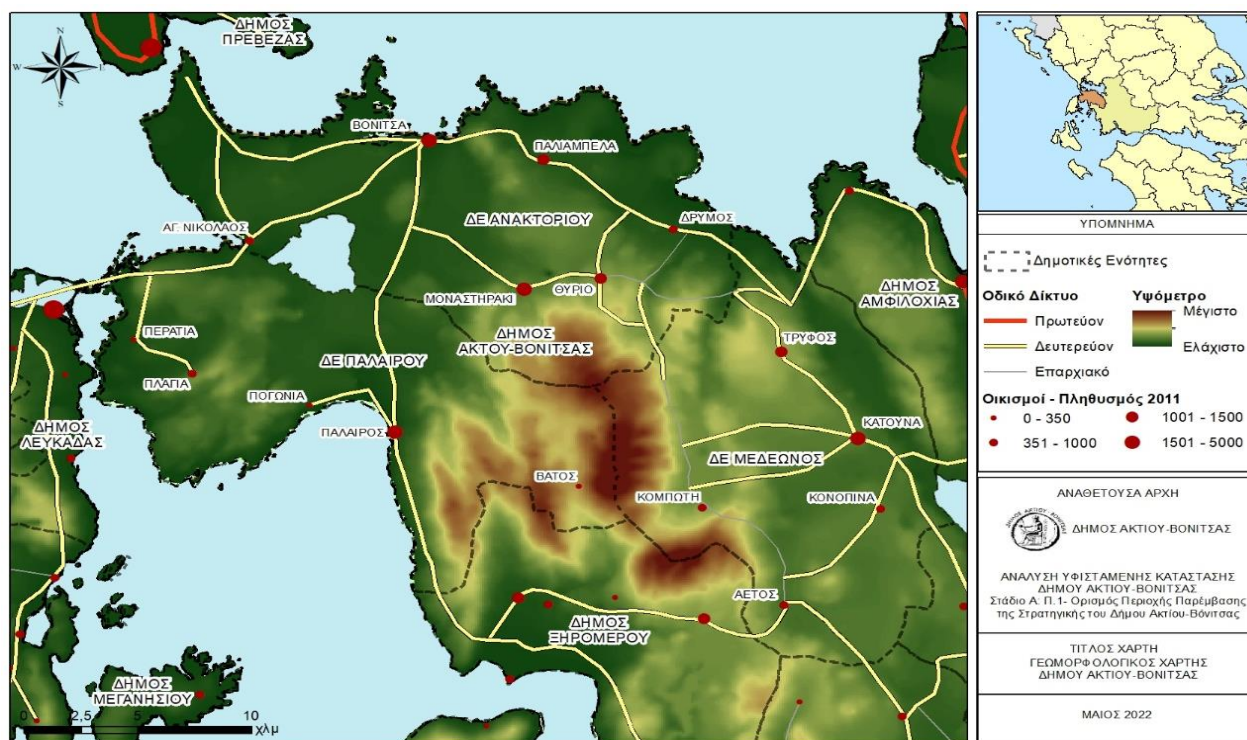 ΔΗΜΟΣ
ΠΡΕΒΕΖΑΣ
N
W
E
S
ΒΟΝΙΤΣΑ
ΠΑΛΙΑΜΠΕΛΑ
ΔΕ ΑΝΑΚΤΟΡΙΟΥ
ΔΡΥΜΟΣ
ΑΓ. ΝΙΚΟΛΑΟΣ
ΜΟΝΑΣΤΗΡΑΚΙ
ΘΥΡΙΟ
ΔΗΜΟΣ
ΑΜΦΙΛΟΧΙΑΣ
ΠΕΡΑΤΙΑ
ΔΗΜΟΣ
ΑΚΤΟΥ-ΒΟΝΙΤΣΑΣ
ΤΡΥΦΟΣ
ΔΕ ΠΑΛΑΙΡΟΥ
ΠΛΑΓΙΑ
ΠΟΓΩΝΙΑ
ΔΗΜΟΣ
ΛΕΥΚΑΔΑΣ
ΠΑΛΑΙΡΟΣ
ΚΑΤΟΥΝΑ
ΔΕ ΜΕΔΕΩΝΟΣ
ΒΑΤΟΣ
ΚΟΜΠΩΤΗ
ΚΟΝΟΠΙΝΑ
ΑΕΤΟΣ
ΔΗΜΟΣ
ΞΗΡΟΜΕΡΟΥ
ΔΗΜΟΣ
ΜΕΓΑΝΗΣΙΟΥ
0 2,5 5 10
χλμ
ΥΠΟΜΝΗΜΑ
Δημοτικές Ενότητες
Οδικό Δίκτυο
Πρωτεύον
Δευτερεύον
Επαρχιακό
Υψόμετρο
Μέγιστο
Ελάχιστο
Οικισμοί - Πληθυσμός 2011
0 - 350
351 - 1000
1001 - 1500
1501 - 5000
ΑΝΑΘΕΤΟΥΣΑ ΑΡΧΗ
ΔΗΜΟΣ ΑΚΤΙΟΥ-ΒΟΝΙΤΣΑΣ
ΑΝΑΛΥΣΗ ΥΦΙΣΤΑΜΕΝΗΣ ΚΑΤΑΣΤΑΣΗΣ
ΔΗΜΟΥ ΑΚΤΙΟΥ-ΒΟΝΙΤΣΑΣ
Στάδιο Α: Π.1- Ορισμός Περιοχής Παρέμβασης
της Στρατηγικής του Δήμου Ακτίου-Βόνιτσας
ΤΙΤΛΟΣ ΧΑΡΤΗ
ΓΕΩΜΟΡΦΟΛΟΓΙΚΟΣ ΧΑΡΤΗΣ
ΔΗΜΟΥ ΑΚΤΙΟΥ-ΒΟΝΙΤΣΑΣ
ΜΑΙΟΣ 2022